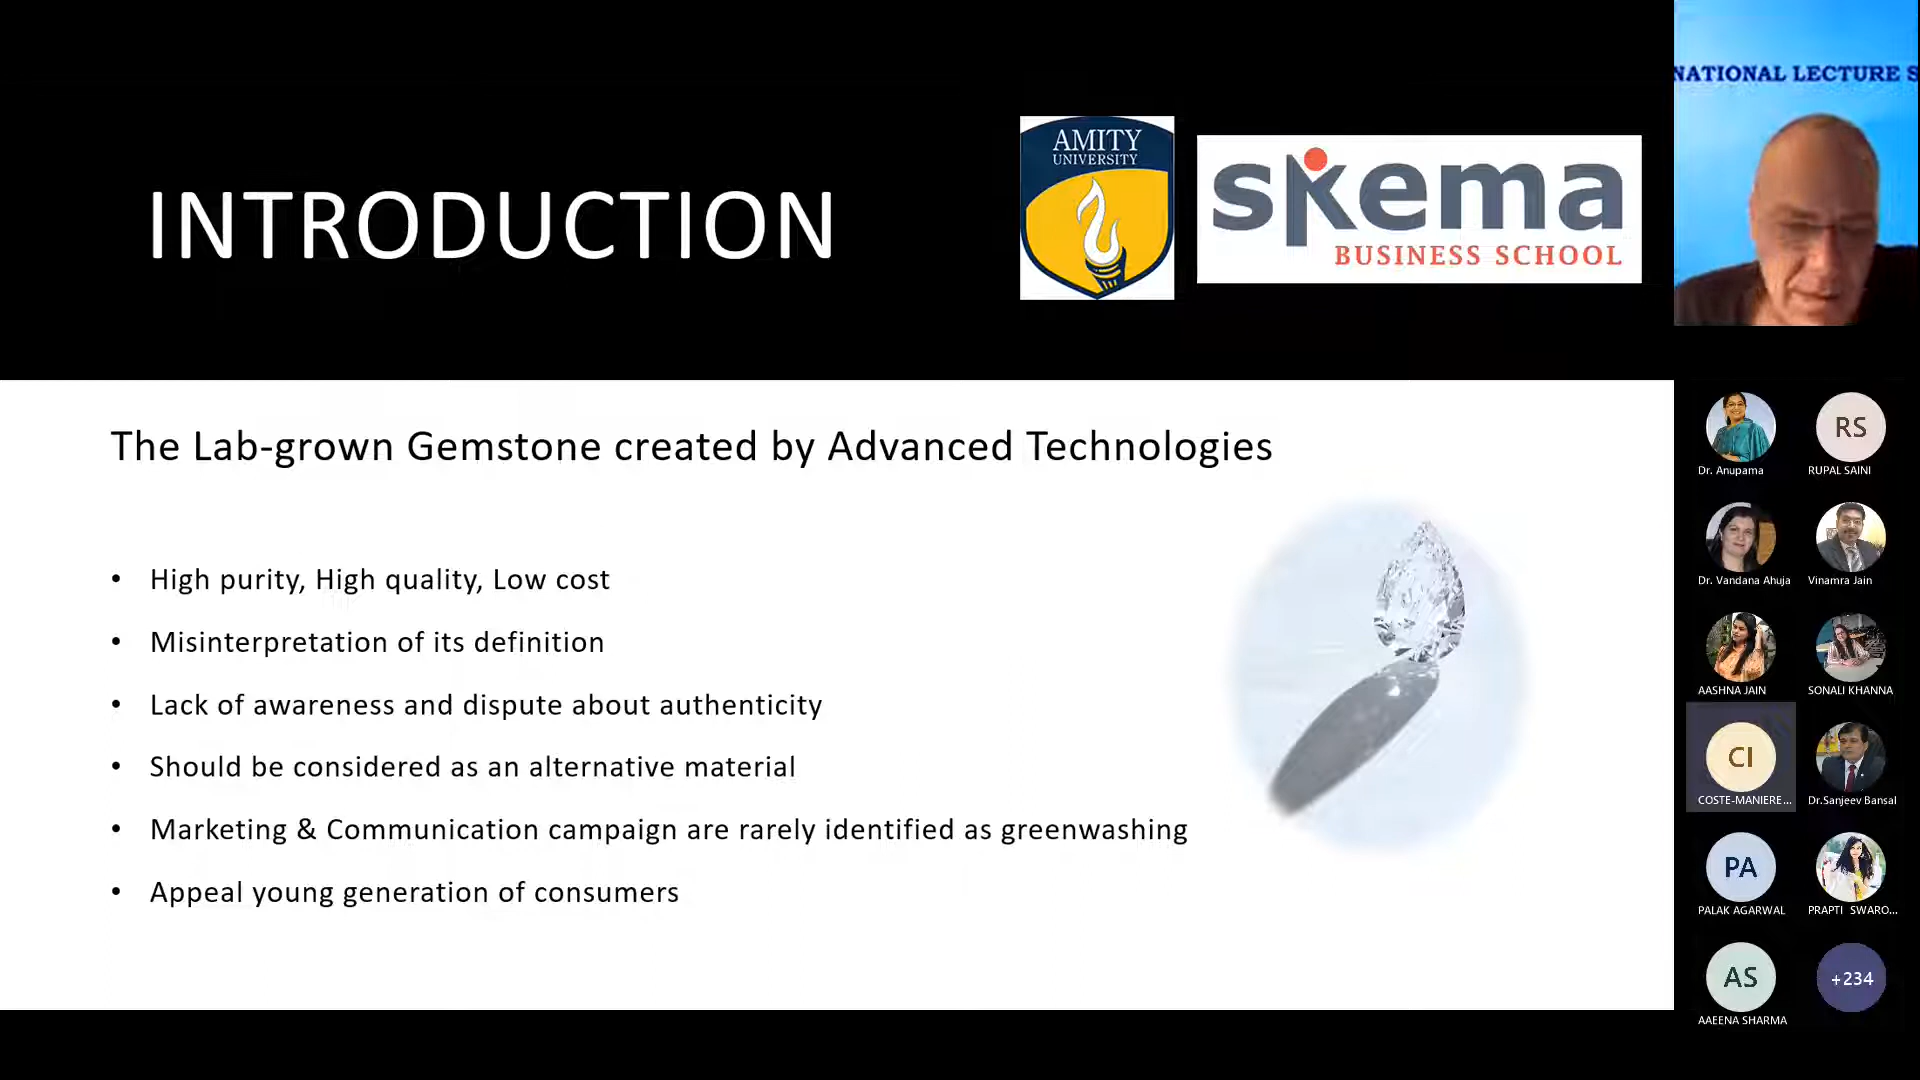 NATIONAL LECTURE S
AMITY
UNIVERSITY
skema
BUSINESS SCHOOL
INTRODUCTION
The Lab-grown Gemstone created by Advanced Technologies
• High purity, High quality, Low cost
• Misinterpretation of its definition
• Lack of awareness and dispute about authenticity
• Should be considered as an alternative material
• Marketing & Communication campaign are rarely identified as greenwashing
• Appeal young generation of consumers
Dr. Anupama
RS
RUPAL SAINI
Dr. Vandana Ahuja
Vinamra Jain
AASHNA JAIN
SONALI KHANNA
CI
COSTE-MANIERE...
Dr.Sanjeev Bansal
PA
PALAK AGARWAL
PRAPTI SWARO...
AS
AAEENA SHARMA
+234